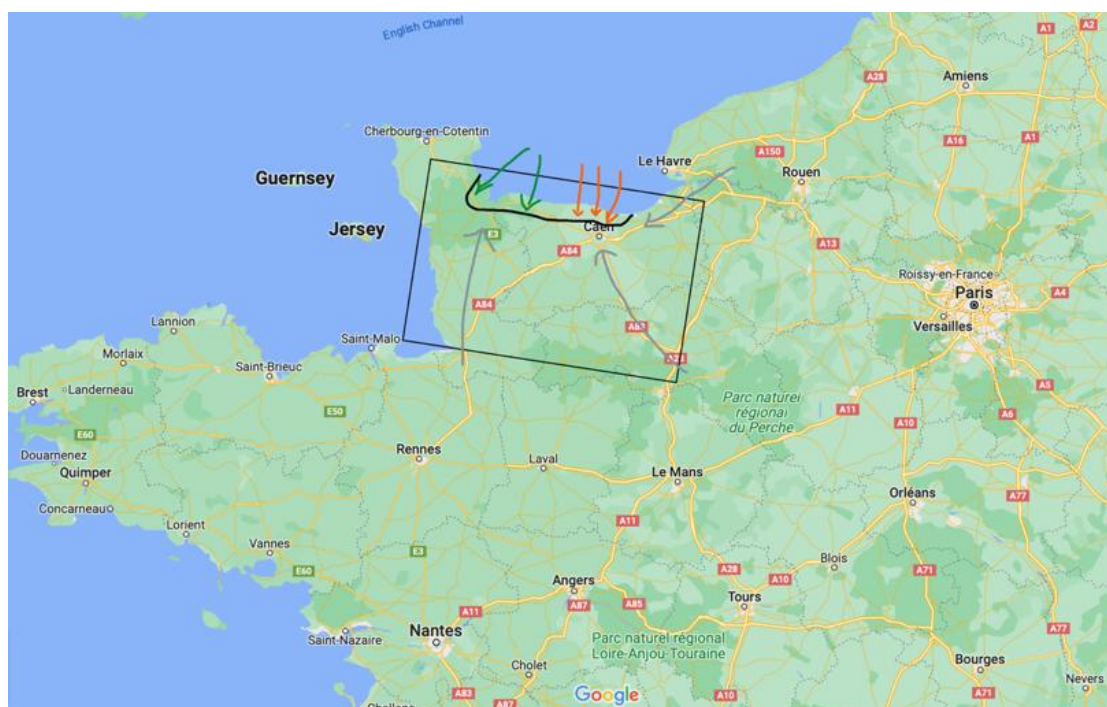 English Channel
A1
A2
A28
Amiens
A16
A1
Cherbourg-en-Cotentin
Le Havre
A150
Rouen
Guernsey
Jersey
E3
Caen
A84
A13
Roissy-en-France
Paris
A4
Versailles
A84
A28
Lannion
Saint-Malo
Morlaix
Saint-Brieuc
Brest
Landerneau
E50
E60
Douarnenez
Quimper
Rennes
Laval
Parc naturel
régional
du Perche
A11
A10
A5
A6
Le Mans
Concarneau
Lorient
Vannes
Orléans
A77
A11
E3
E60
Blois
A71
Angers
A28
A10
A11
A87
A85
Tours
Saint-Nazaire
Nantes
Parc naturel régional
Loire-Anjou-Touraine
A77
Cholet
Bourges
A83
A87
Google
A10
A71
Nevers